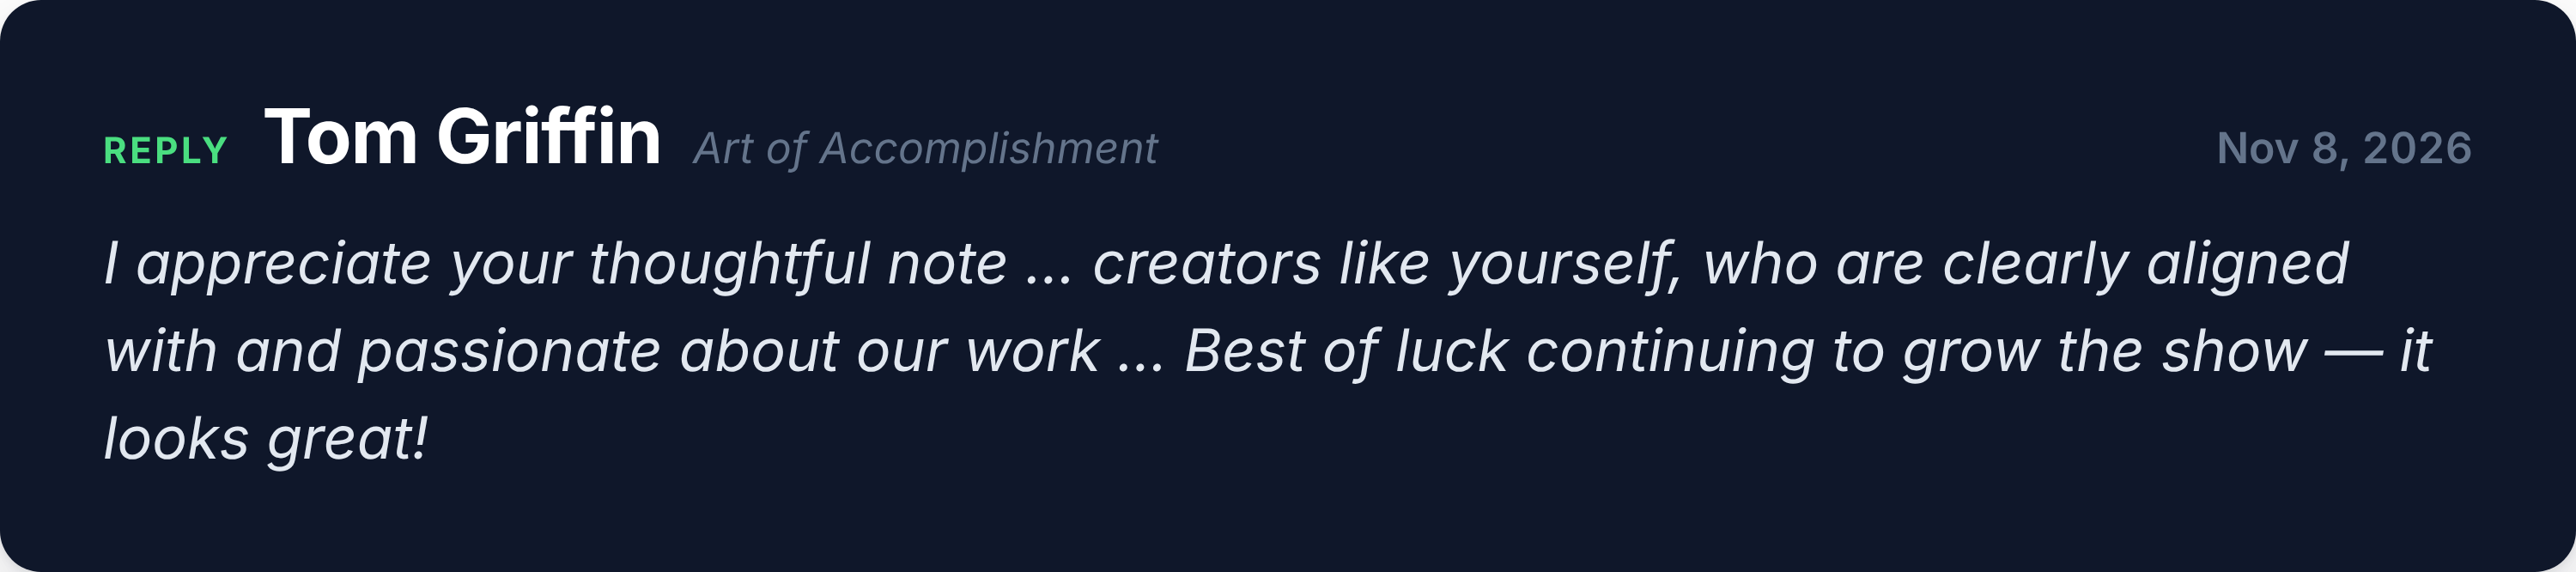 REPLY Tom Griffin Art of Accomplishment Nov 8, 2026
I appreciate your thoughtful note ... creators like yourself, who are clearly aligned
with and passionate about our work ... Best of luck continuing to grow the show — it
looks great!